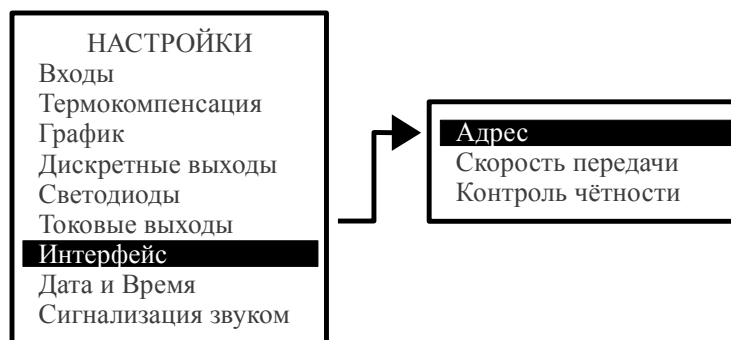 НАСТРОЙКИ
Входы
Термокомпенсация
График
Дискретные выходы
Светодиоды
Токовые выходы
Интерфейс
Дата и Время
Сигнализация звуком
Адрес
Скорость передачи
Контроль чётности